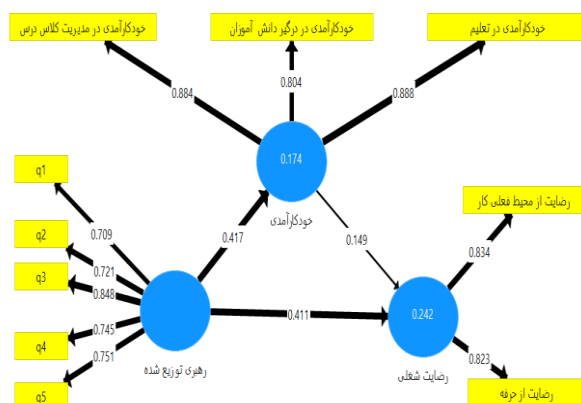 خودکارآمدی در مدیریت کلاس درس
خودکارآمدی در درگیر دانش آموزان
خودکارآمدی در تعلیم
0.884
0.804
0.888
0.174
خودکارآمدی
q1
q2
q3
q4
q5
0.709
0.721
0.848
0.745
0.751
0.417
0.149
0.411
رهبری توزیع شده
رضایت از محیط فعلی کار
0.834
0.242
رضایت شغلی
0.823
رضایت از حرفه